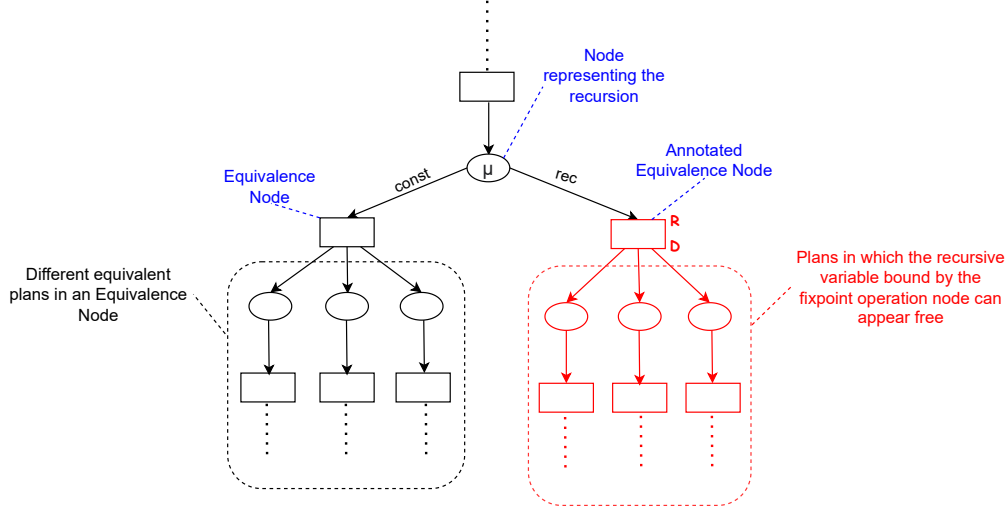 Node
representing the
recursion
μ
const
rec
Equivalence
Node
Annotated
Equivalence Node
R
D
Different equivalent
plans in an Equivalence
Node
Plans in which the recursive
variable bound by the
fixpoint operation node can
appear free